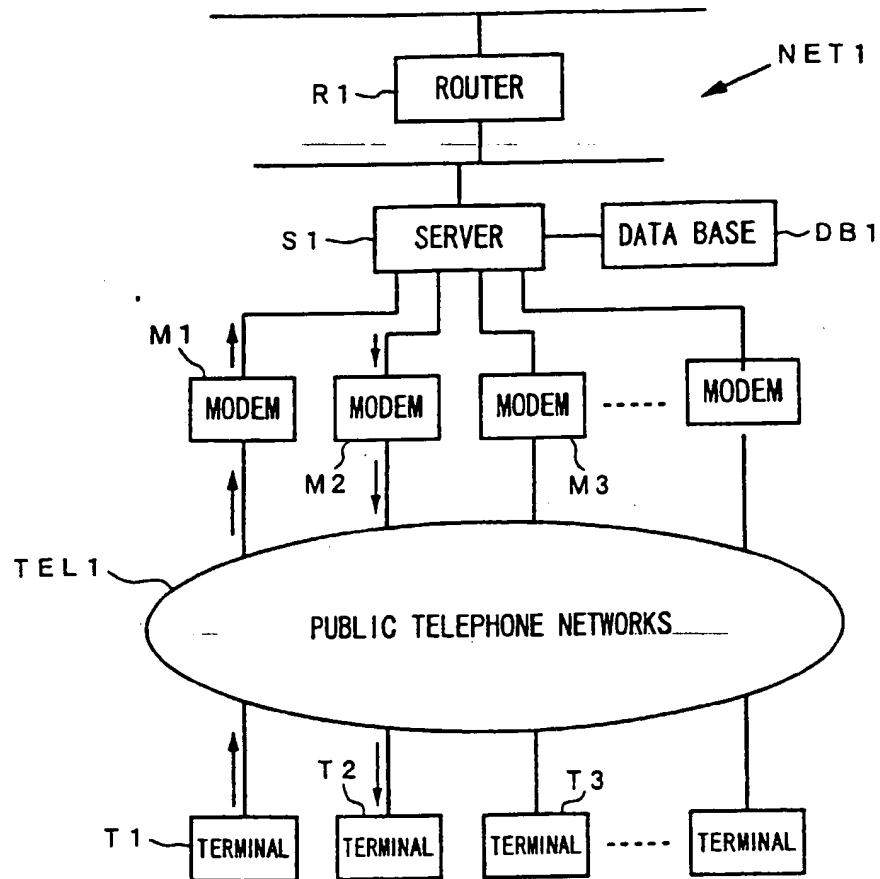 NET1
R1
ROUTER
S1
SERVER
DATA BASE
DB1
M1
MODEM
MODEM
MODEM
MODEM
M2
M3
TEL1
PUBLIC TELEPHONE NETWORKS
T2
T3
T1
TERMINAL
TERMINAL
TERMINAL
TERMINAL